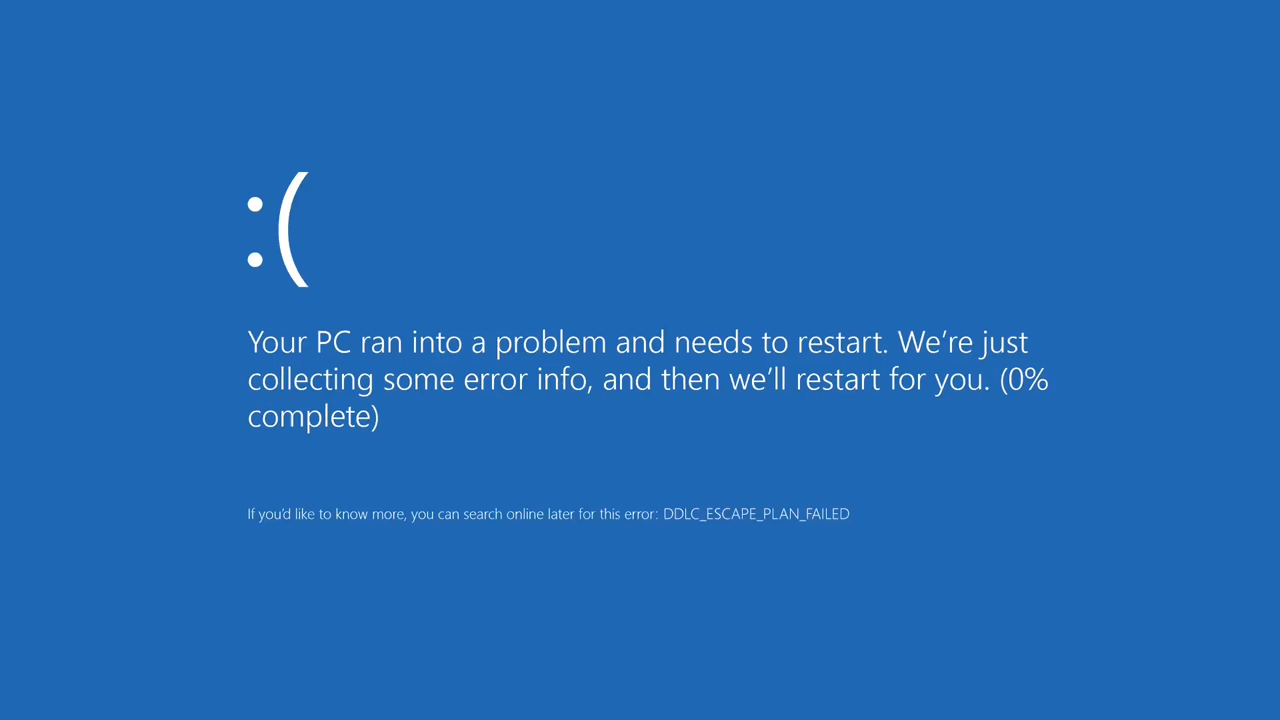 :(
Your PC ran into a problem and needs to restart. We’re just
collecting some error info, and then we’ll restart for you. (0%
complete)
If you’d like to know more, you can search online later for this error: DDLC_ESCAPE_PLAN_FAILED